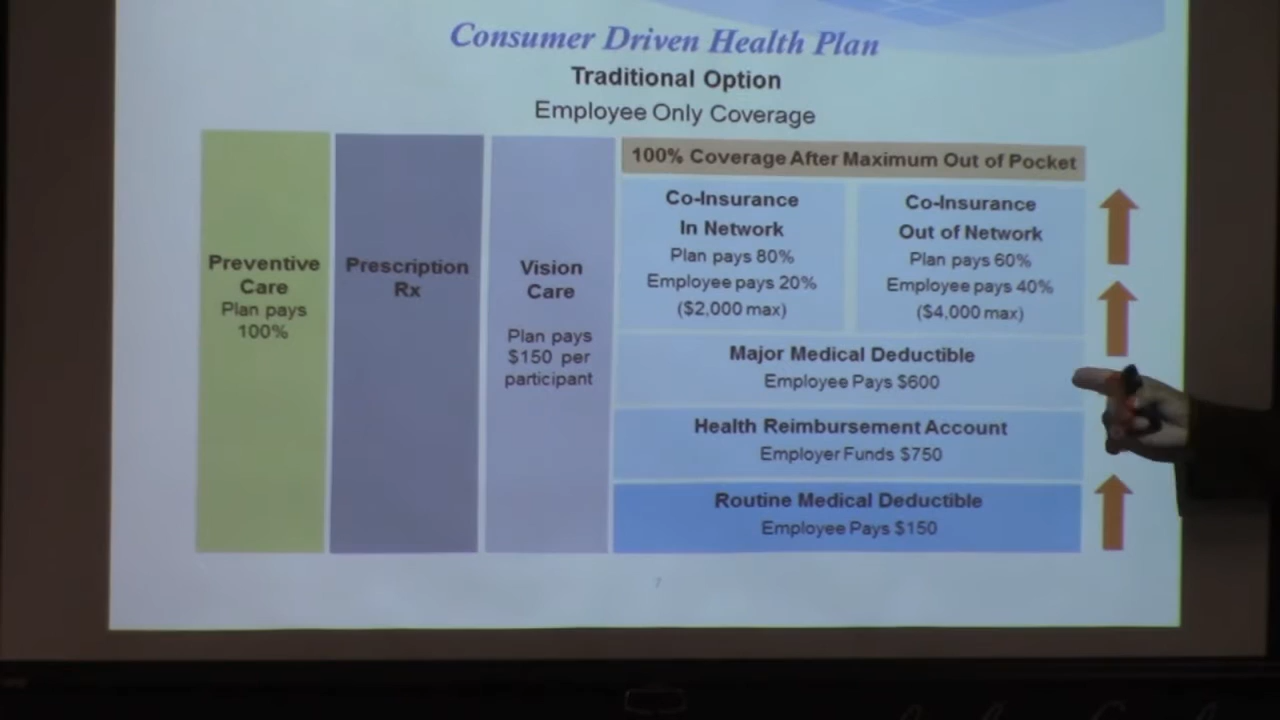 Consumer Driven Health Plan
Traditional Option
Employee Only Coverage
Preventive
Care
Plan pays
100%
Prescription
Rx
Vision
Care
Plan pays
$150 per
participant
100% Coverage After Maximum Out of Pocket
Co-Insurance
In Network
Plan pays 80%
Employee pays 20%
($2,000 max)
Co-Insurance
Out of Network
Plan pays 60%
Employee pays 40%
($4,000 max)
Major Medical Deductible
Employee Pays $600
Health Reimbursement Account
Employer Funds $750
Routine Medical Deductible
Employee Pays $150
7